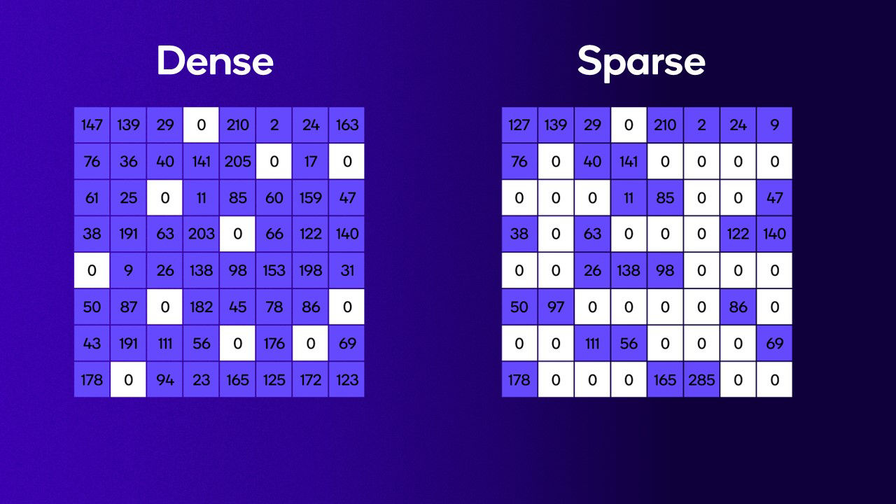 Dense
147 139 29 0 210 2 24 163
76 36 40 141 205 0 17 0
61 25 0 11 85 60 159 47
38 191 63 203 0 66 122 140
0 9 26 138 98 153 198 31
50 87 0 182 45 78 86 0
43 191 111 56 0 176 0 69
178 0 94 23 165 125 172 123
Sparse
127 139 29 0 210 2 24 9
76 0 40 141 0 0 0 0
0 0 0 11 85 0 0 47
38 0 63 0 0 0 122 140
0 0 26 138 98 0 0 0
50 97 0 0 0 0 86 0
0 0 111 56 0 0 0 69
178 0 0 0 165 285 0 0